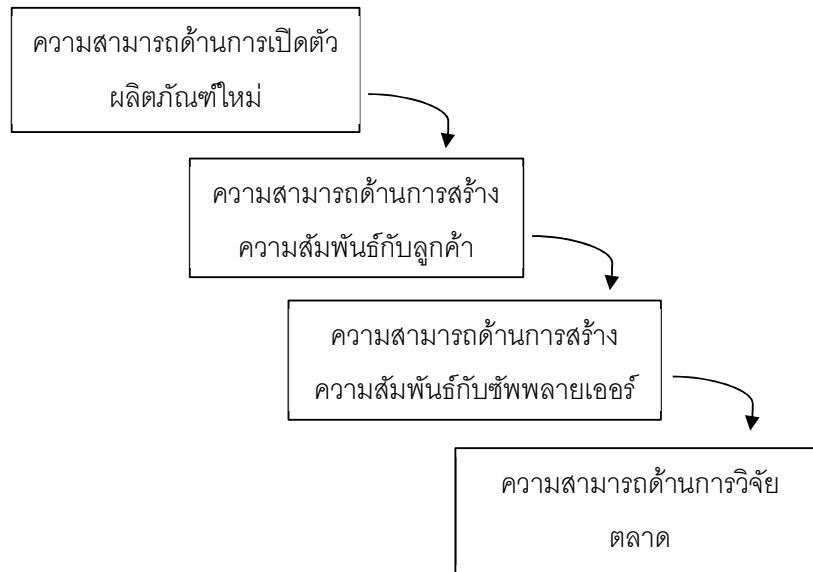 ความสามารถด้านการเปิดตัว
ผลิตภัณฑ์ใหม่
ความสามารถด้านการสร้าง
ความสัมพันธ์กับลูกค้า
ความสามารถด้านการสร้าง
ความสัมพันธ์กับซัพพลายเออร์
ความสามารถด้านการวิจัย
ตลาด